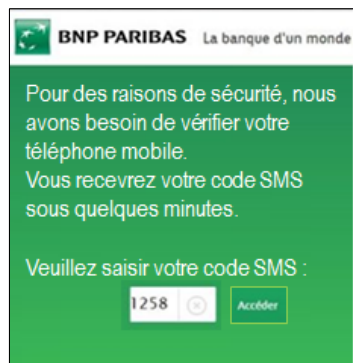 BNP PARIBAS La banque d'un monde
Pour des raisons de sécurité, nous
avons besoin de vérifier votre
téléphone mobile.
Vous recevrez votre code SMS
sous quelques minutes.
Veuillez saisir votre code SMS :
1258 Accéder